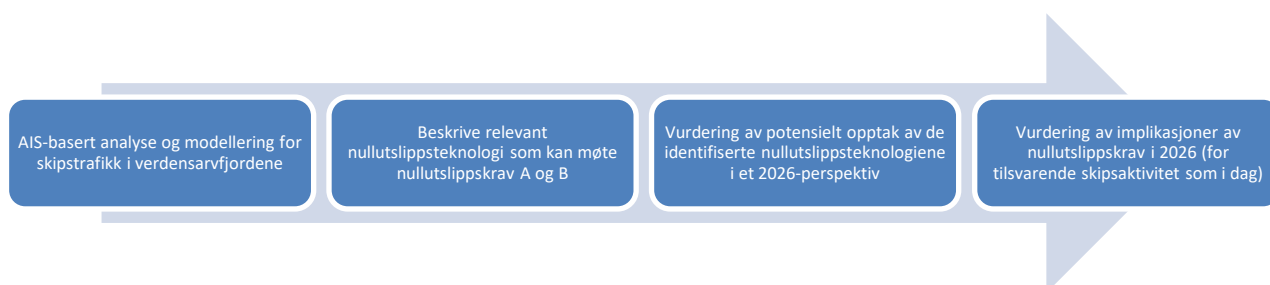 AIS-basert analyse og modellering for
skipstrafikk i verdensarvfjordene
Beskrive relevant
nullutslippsteknologi som kan møte
nullutslippskrav A og B
Vurdering av potensielt opptak av de
identifiserte nullutslippsteknologiene
i et 2026-perspektiv
Vurdering av implikasjoner av
nullutslippskrav i 2026 (for
tilsvarende skipsaktivitet som i dag)